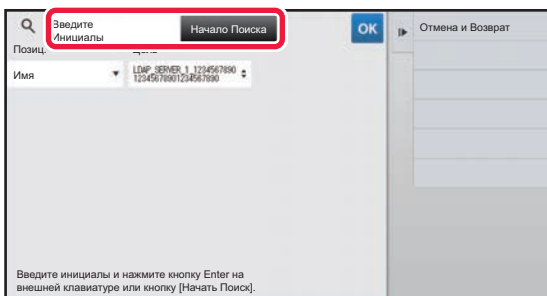 Введите
Инициалы
Начало Поиска
OK
Отмена и Возврат
Позиц.
Имя
LDAP_SERVER_1_1234567890
12345678901234567890
Введите инициалы и нажмите кнопку Enter на
внешней клавиатуре или кнопку [Начать Поиск].